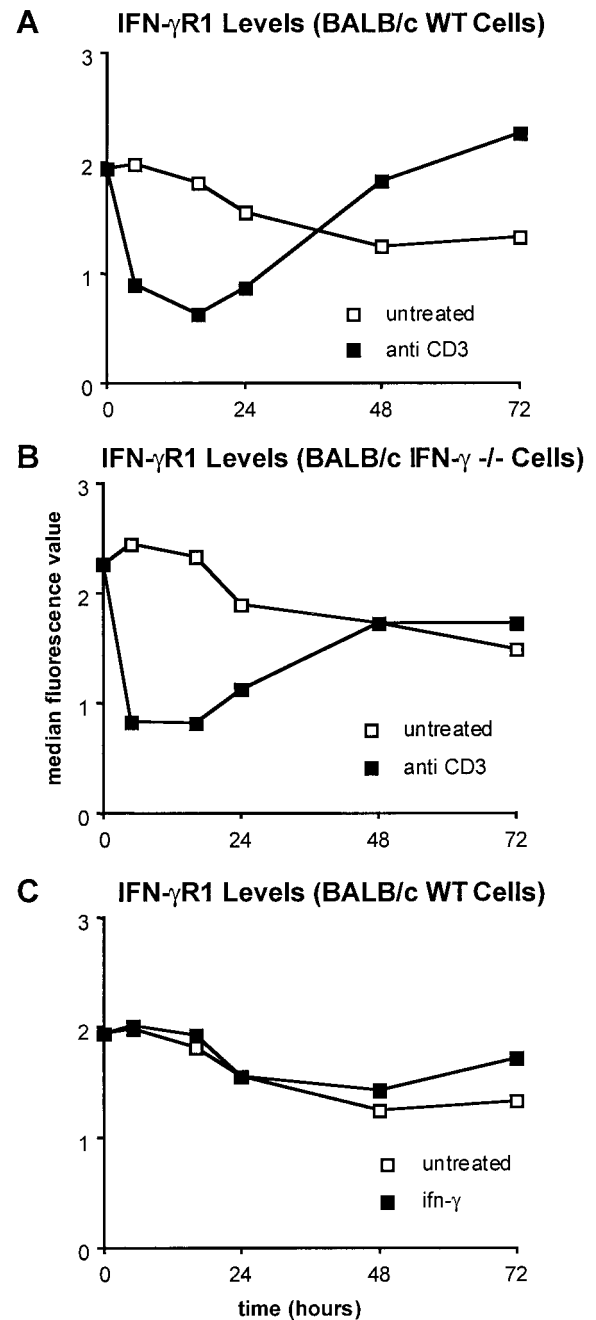 A IFN-γR1 Levels (BALB/c WT Cells)
3
2
1
0
untreated
anti CD3
0 24 48 72
B IFN-γR1 Levels (BALB/c IFN-γ -/- Cells)
median fluorescence value
3
2
1
0
untreated
anti CD3
0 24 48 72
C IFN-γR1 Levels (BALB/c WT Cells)
3
2
1
0
untreated
ifn-γ
0 24 48 72
time (hours)